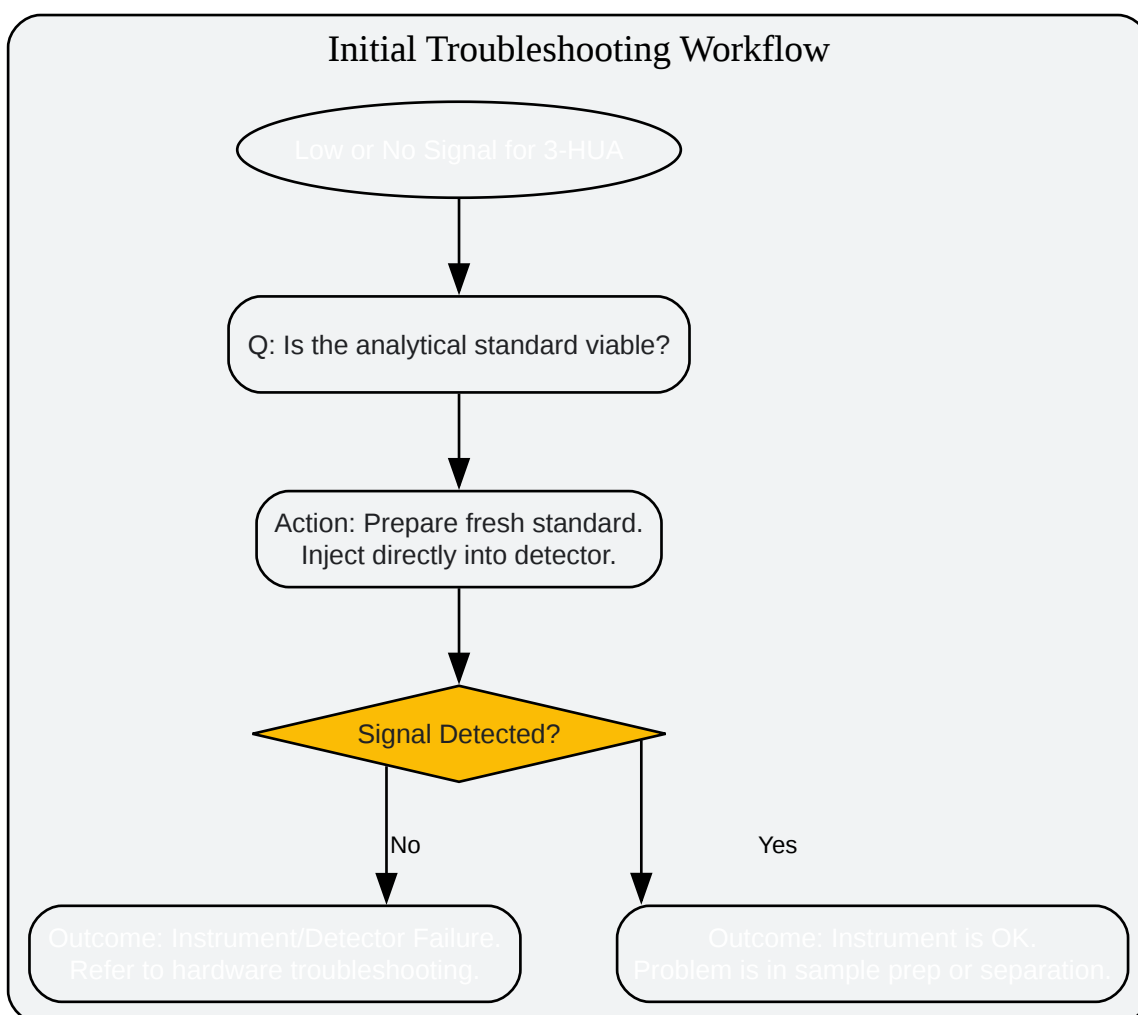 Initial Troubleshooting Workflow
Low or No Signal for 3-HUA
Q: Is the analytical standard viable?
Action: Prepare fresh standard.
Inject directly into detector.
Signal Detected?
No
Yes
Outcome: Instrument/Detector Failure.
Refer to hardware troubleshooting.
Outcome: Instrument is OK.
Problem is in sample prep or separation.